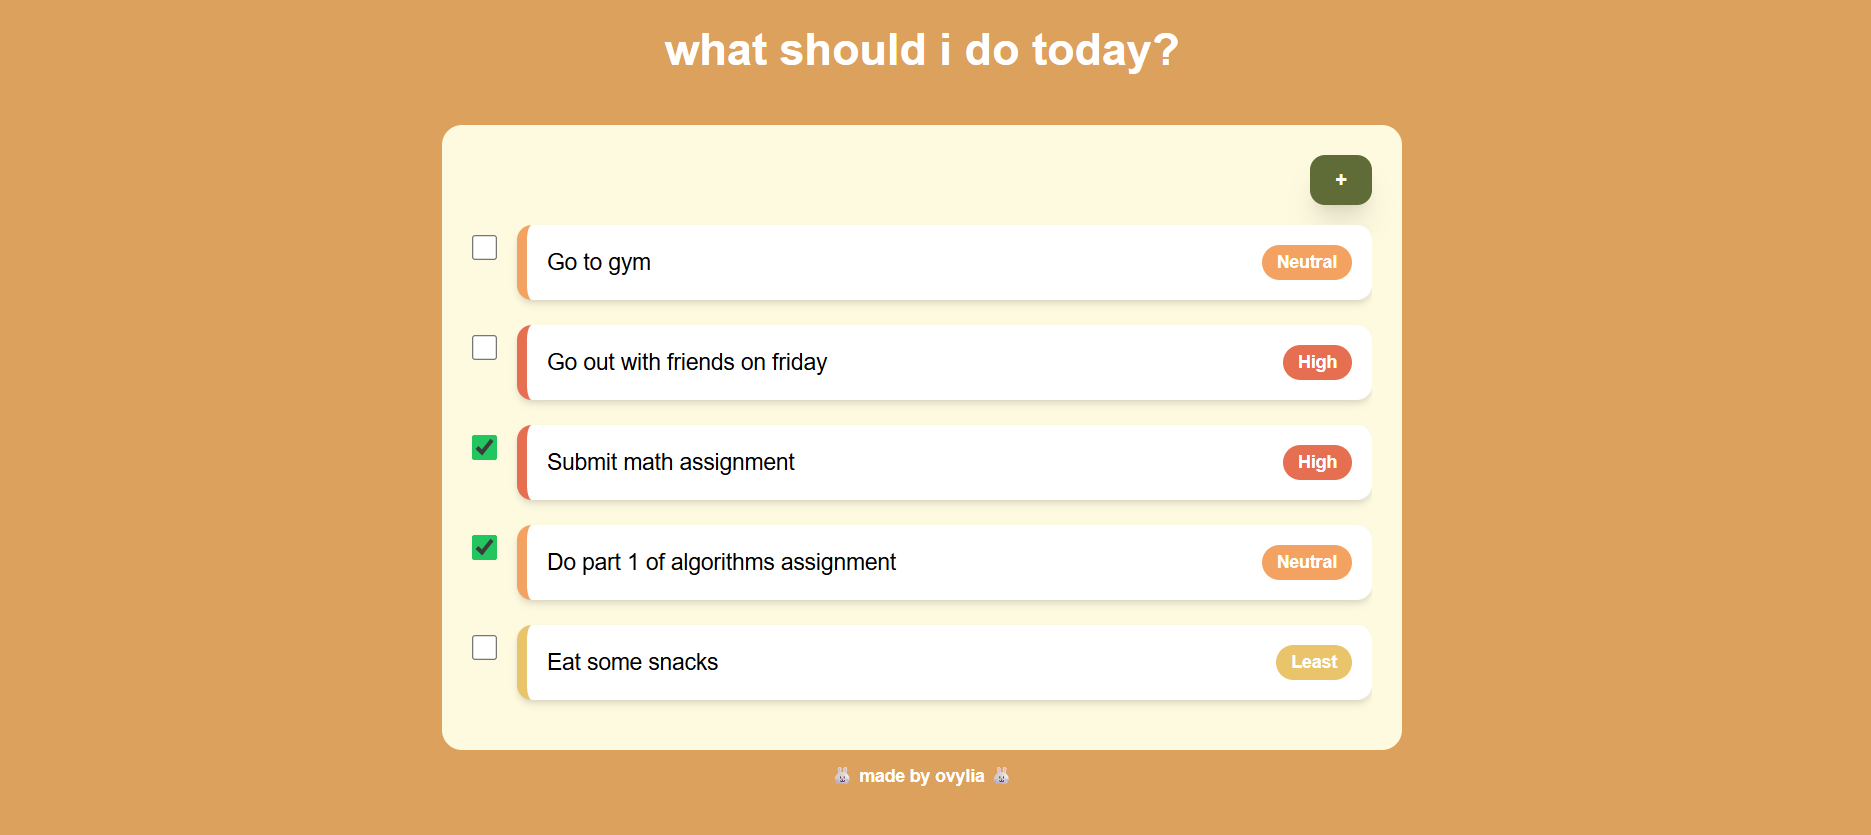 what should i do today?
+
Go to gym Neutral
Go out with friends on friday High
Submit math assignment High
Do part 1 of algorithms assignment Neutral
Eat some snacks Least
🐰 made by ovylia 🐰